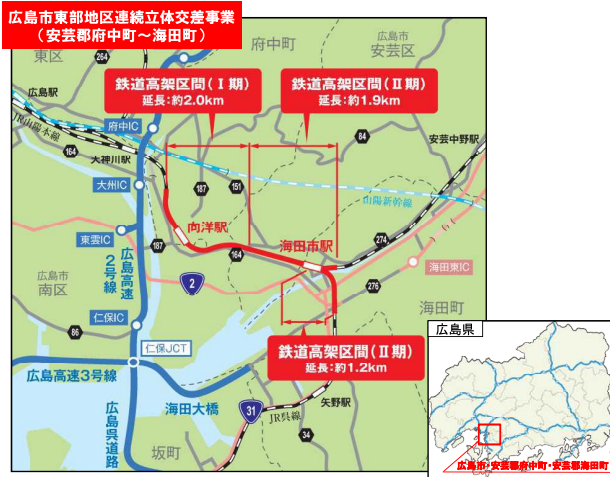 広島市東部地区連続立体交差事業
(安芸郡府中町～海田町)
東区
264
府中町
広島市
安芸区
広島駅
鉄道高架区間(Ⅰ期)
延長:約2.0km
鉄道高架区間(Ⅱ期)
延長:約1.9km
JR山陽本線
府中IC
84
安芸中野駅
164
天神川駅
大州IC
187
151
山陽新幹線
向洋駅
東雲IC
187
164
海田市駅
274
広島高速
2号線
海田東IC
広島市
南区
2
276
海田町
仁保IC
86
仁保JCT
鉄道高架区間(Ⅱ期)
延長:約1.2km
広島高速3号線
海田大橋
矢野駅
31
JR呉線
34
広島呉道路
坂町
広島県
広島市・安芸郡府中町・安芸郡海田町